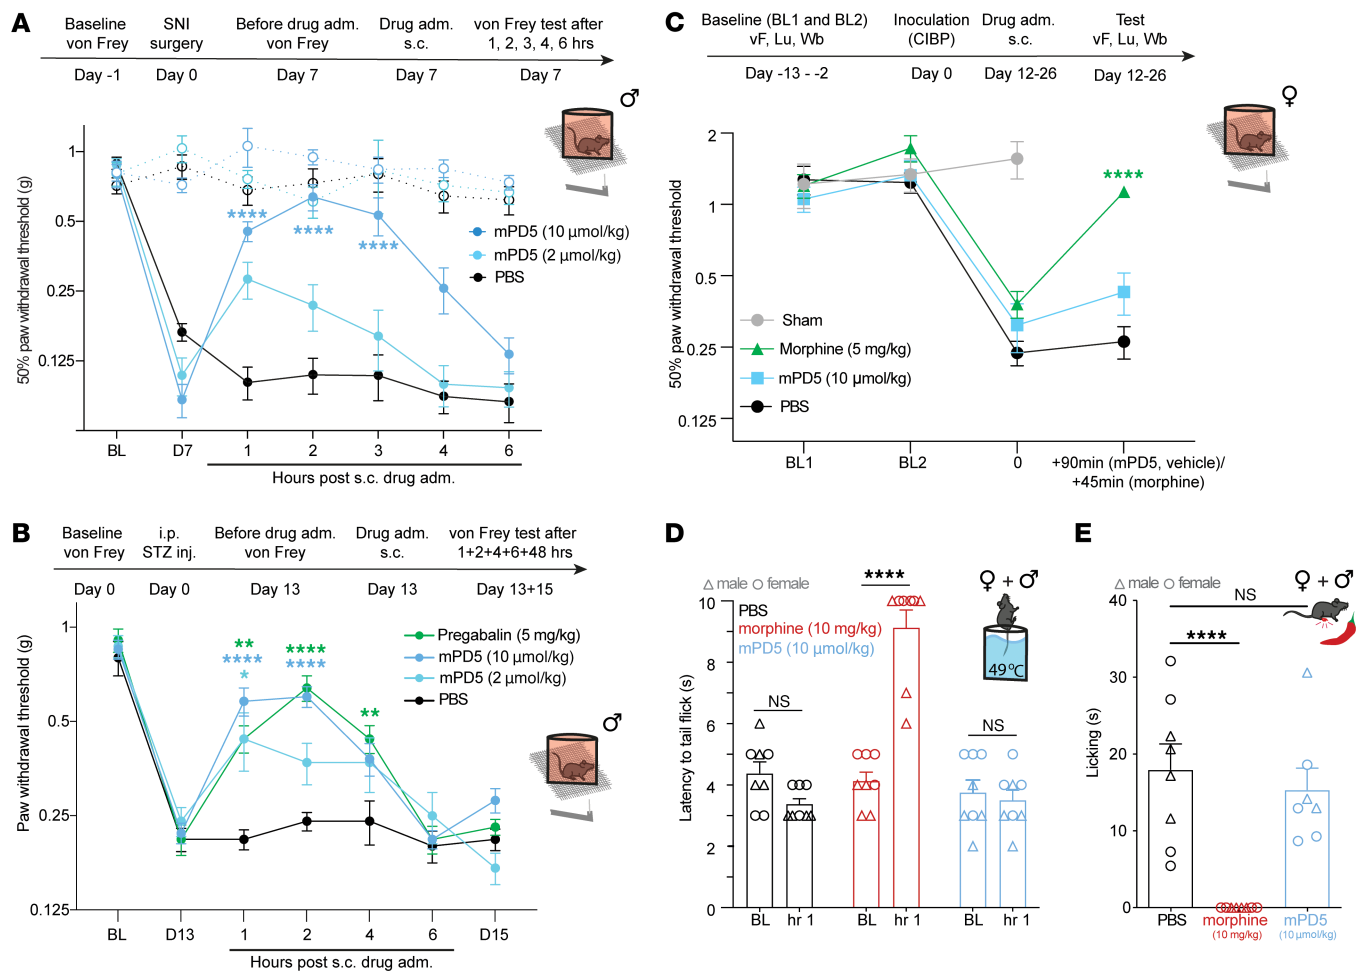 A
Baseline
von Frey
SNI
surgery
Before drug adm.
von Frey
Drug adm.
s.c.
von Frey test after
1, 2, 3, 4, 6 hrs
Day -1
Day 0
Day 7
Day 7
Day 7
♂
50% paw withdrawal threshold (g)
1
0.5
0.25
0.125
****
****
****
mPD5 (10 μmol/kg)
mPD5 (2 μmol/kg)
PBS
BL
D7
1
2
3
4
6
Hours post s.c. drug adm.
B
Baseline
von Frey
i.p.
STZ inj.
Before drug adm.
von Frey
Drug adm.
s.c.
von Frey test after
1+2+4+6+48 hrs
Day 0
Day 0
Day 13
Day 13
Day 13+15
Paw withdrawal threshold (g)
1
0.5
0.25
0.125
**
****
*
****
****
**
Pregabalin (5 mg/kg)
mPD5 (10 μmol/kg)
mPD5 (2 μmol/kg)
PBS
♂
BL
D13
1
2
4
6
D15
Hours post s.c. drug adm.
C
Baseline (BL1 and BL2)
vF, Lu, Wb
Inoculation
(CIBP)
Drug adm.
s.c.
Test
vF, Lu, Wb
Day -13 - -2
Day 0
Day 12-26
Day 12-26
♀
50% paw withdrawal threshold (g)
2
1
0.5
0.25
0.125
****
Sham
Morphine (5 mg/kg)
mPD5 (10 μmol/kg)
PBS
BL1
BL2
0
+90min (mPD5, vehicle)/
+45min (morphine)
D
male
female
♀ + ♂
PBS
morphine (10 mg/kg)
mPD5 (10 μmol/kg)
49 °C
Latency to tail flick (s)
10
8
6
4
2
0
NS
****
NS
BL
hr 1
BL
hr 1
BL
hr 1
E
male
female
♀ + ♂
Licking (s)
40
30
20
10
0
NS
****
PBS
morphine
(10 mg/kg)
mPD5
(10 μmol/kg)